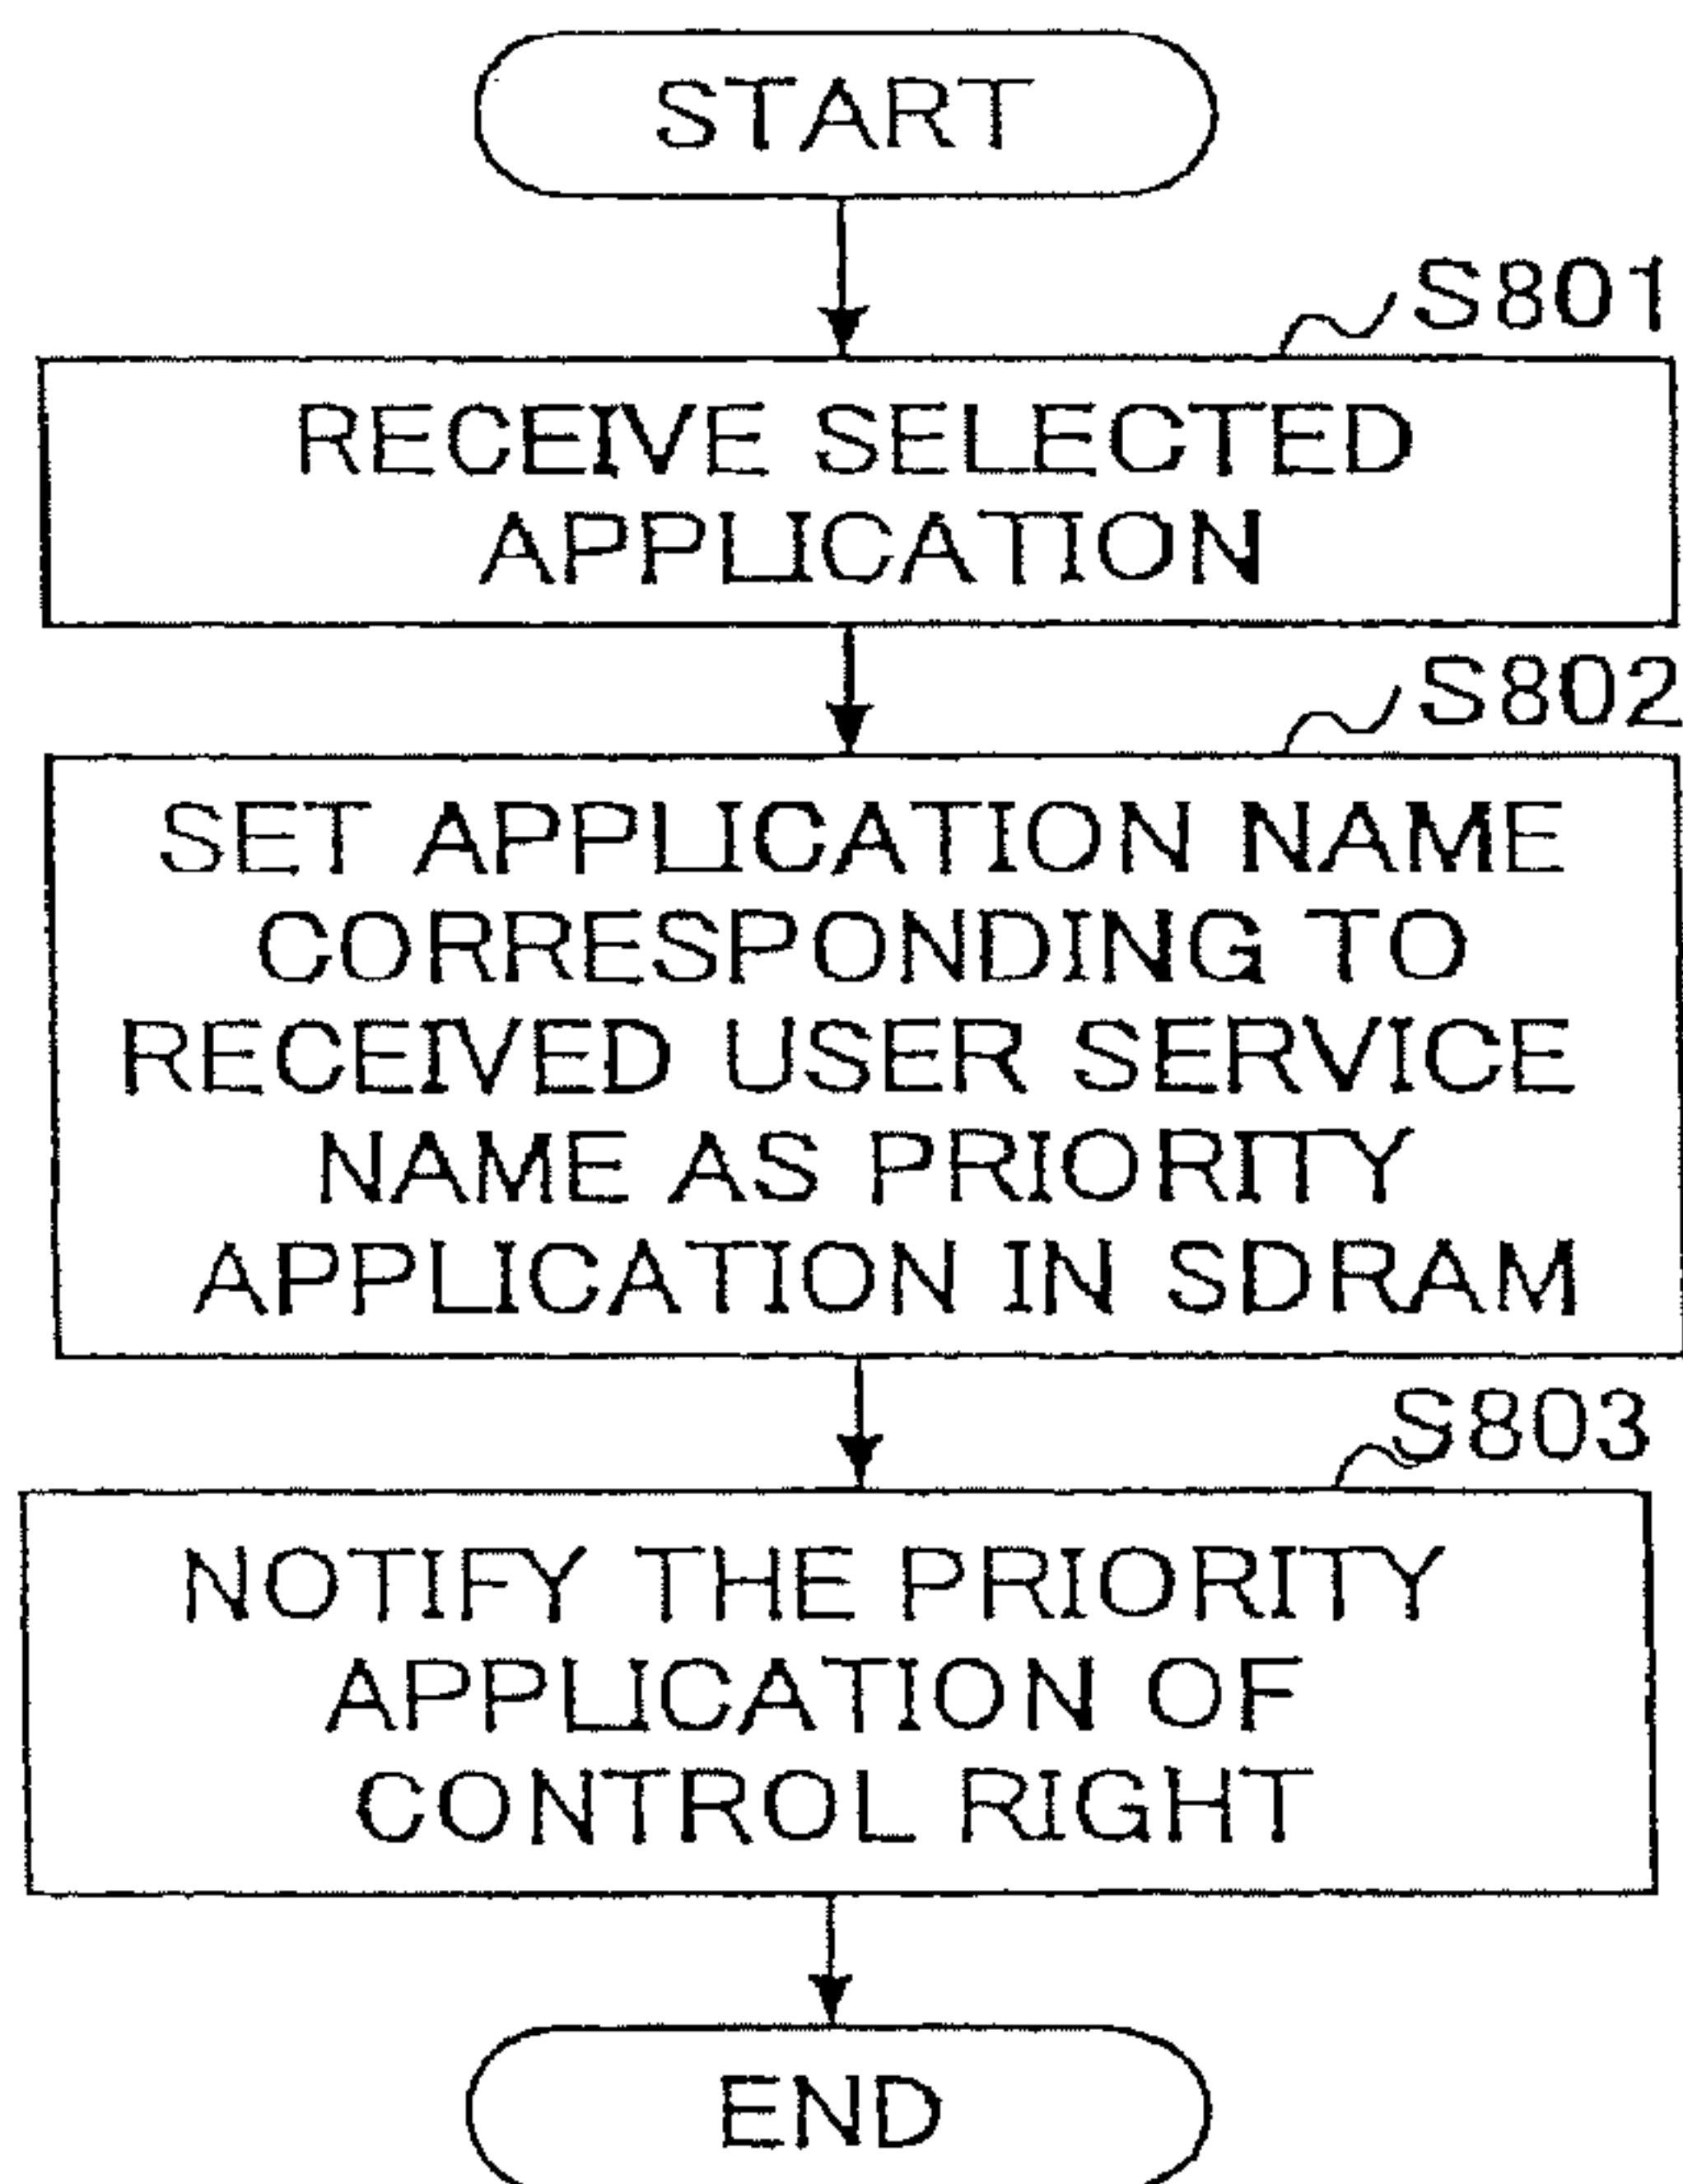 START
S801
RECEIVE SELECTED
APPLICATION
S802
SET APPLICATION NAME
CORRESPONDING TO
RECEIVED USER SERVICE
NAME AS PRIORITY
APPLICATION IN SDRAM
S803
NOTIFY THE PRIORITY
APPLICATION OF
CONTROL RIGHT
END